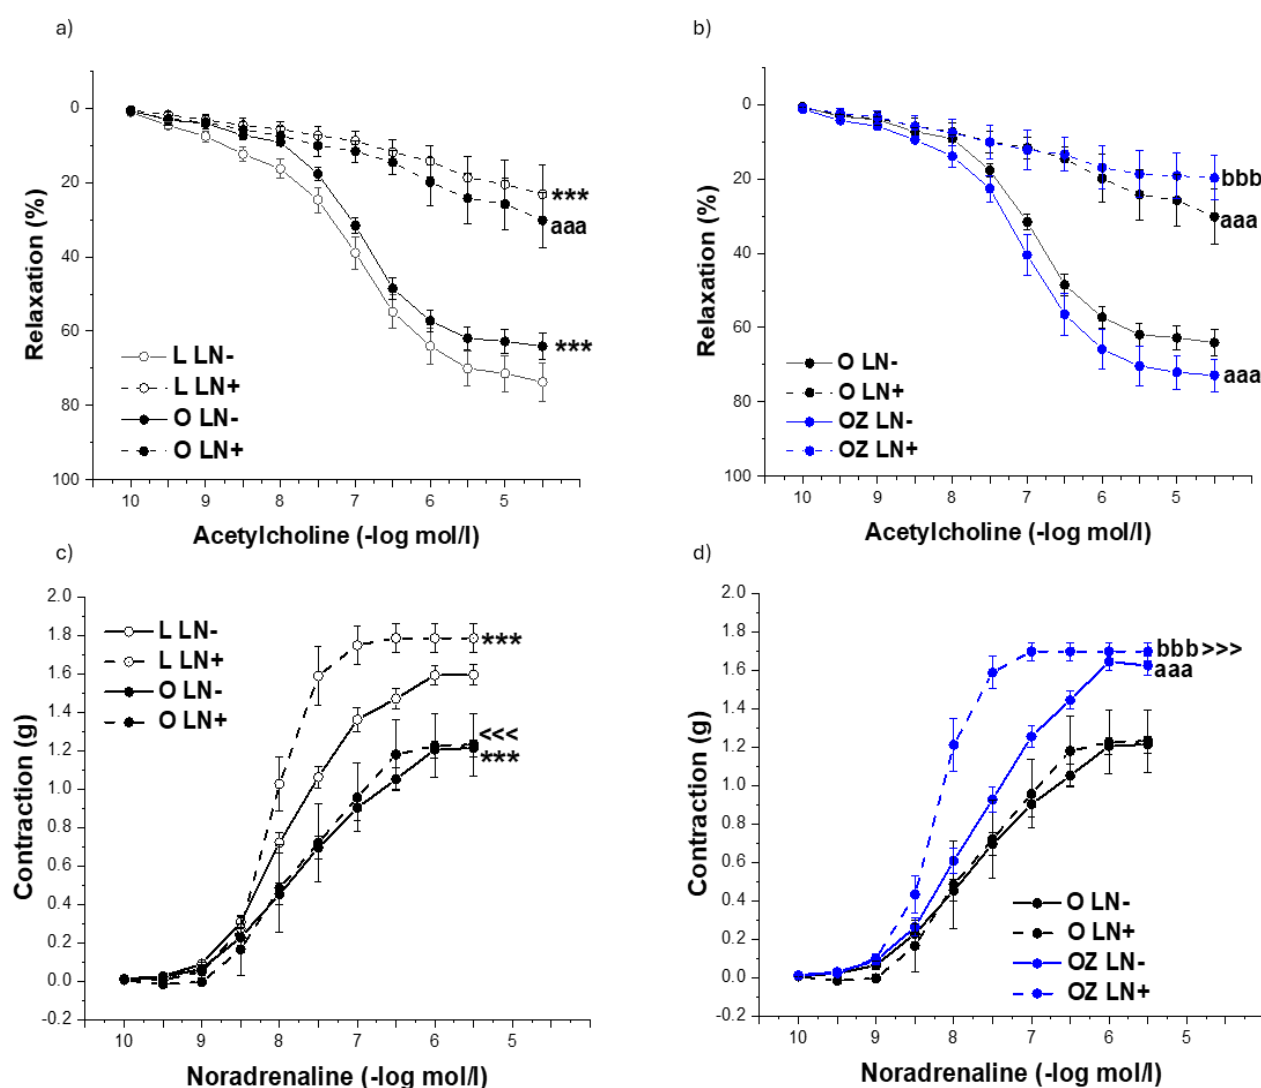 a)
0
20
40
60
80
100
Relaxation (%)
L LN-
L LN+
O LN-
O LN+
***
aaa
***
10 9 8 7 6 5
Acetylcholine (-log mol/l)
b)
0
20
40
60
80
100
Relaxation (%)
O LN-
O LN+
OZ LN-
OZ LN+
bbb
aaa
aaa
10 9 8 7 6 5
Acetylcholine (-log mol/l)
c)
2.0
1.8
1.6
1.4
1.2
1.0
0.8
0.6
0.4
0.2
0.0
-0.2
Contraction (g)
L LN-
L LN+
O LN-
O LN+
***
<<<
***
10 9 8 7 6 5
Noradrenaline (-log mol/l)
d)
2.0
1.8
1.6
1.4
1.2
1.0
0.8
0.6
0.4
0.2
0.0
-0.2
Contraction (g)
bbb>>>
aaa
O LN-
O LN+
OZ LN-
OZ LN+
10 9 8 7 6 5
Noradrenaline (-log mol/l)